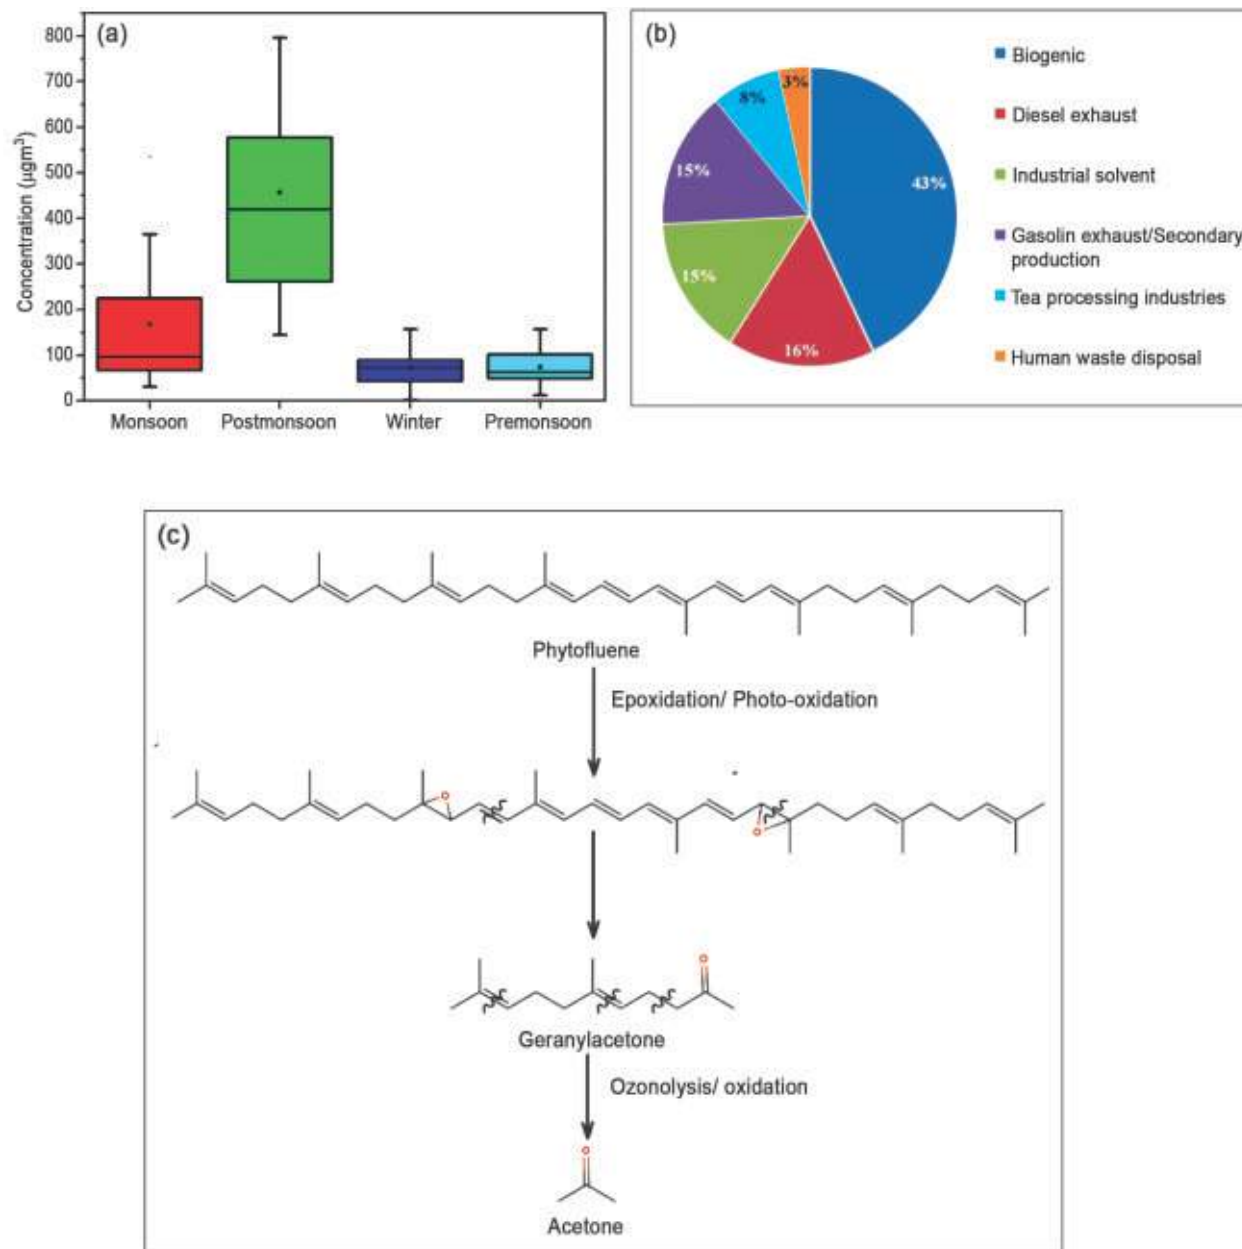 (a)
Concentration (µgm³)
800
700
600
500
400
300
200
100
0
Monsoon
Postmonsoon
Winter
Premonsoon
(b)
3%
8%
15%
43%
15%
16%
Biogenic
Diesel exhaust
Industrial solvent
Gasolin exhaust/Secondary
production
Tea processing industries
Human waste disposal
(c)
Phytofluene
Epoxidation/ Photo-oxidation
O
O
O
Geranylacetone
Ozonolysis/ oxidation
O
Acetone